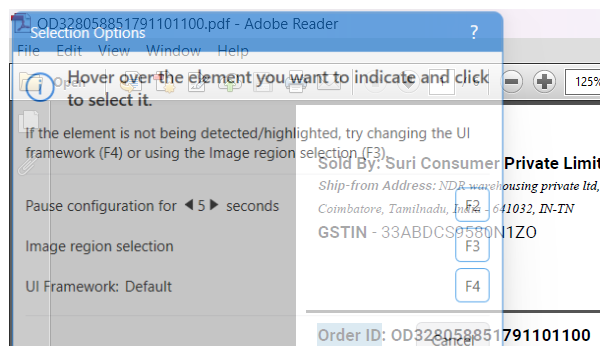 OD328058851791101100.pdf - Adobe Reader
Selection Options ?
File Edit View Window Help
Open
125%
Hover over the element you want to indicate and click
to select it.
If the element is not being detected/highlighted, try changing the UI
framework (F4) or using the Image region selection (F3).
Sold By: Suri Consumer Private Limit
Ship-from Address: NDR warehousing private ltd,
Pause configuration for 5 seconds
F2
Coimbatore, Tamilnadu, India - 641032, IN-TN
GSTIN - 33ABDCS9580N1ZO
Image region selection
F3
UI Framework: Default
F4
Order ID: OD328058851791101100
Cancel